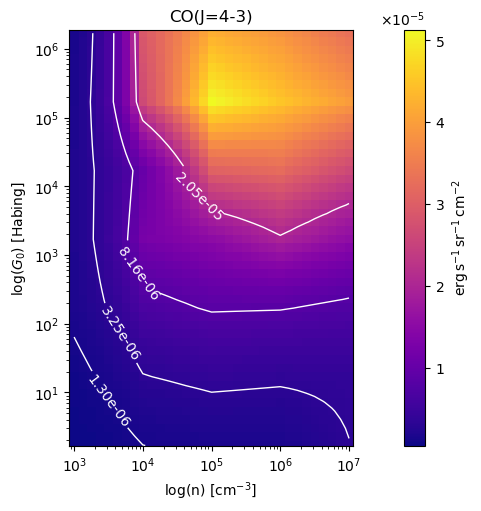 CO(J=4-3)
×10⁻⁵
10⁶
10⁵
10⁴
10³
10²
10¹
log(G₀) [Habing]
2.05e-05
8.16e-06
3.25e-06
1.30e-06
10³ 10⁴ 10⁵ 10⁶ 10⁷
log(n) [cm⁻³]
5
4
3
2
1
erg s⁻¹ sr⁻¹ cm⁻²